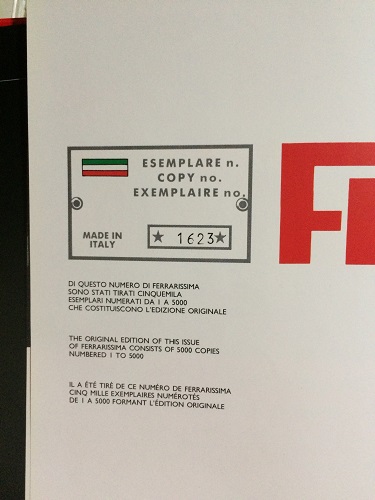 ESEMPLARE n.
COPY no.
EXEMPLAIRE no.
MADE IN
ITALY
★ 1623 ★
DI QUESTO NUMERO DI FERRARISSIMA
SONO STATI TIRATI CINQUEMILA
ESEMPLARI NUMERATI DA I A 5000
CHE COSTITUISCONO L'EDIZIONE ORIGINALE
THE ORIGINAL EDITION OF THIS ISSUE
OF FERRARISSIMA CONSISTS OF 5000 COPIES
NUMBERED 1 TO 5000
IL A ÉTÉ TIRÉ DE CE NUMÉRO DE FERRARISSIMA
CINQ MILLE EXEMPLAIRES NUMÉROTÉS
DE I A 5000 FORMANT L'ÉDITION ORIGINALE